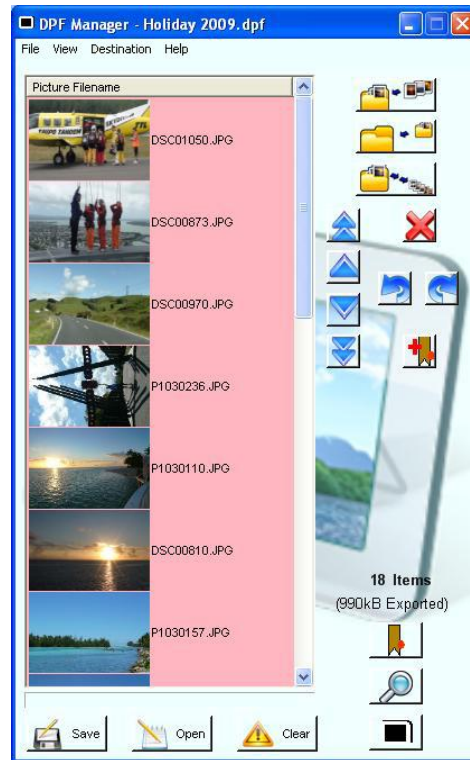 DPF Manager - Holiday 2009.dpf
File View Destination Help
Picture Filename
DSC01050.JPG
DSC00873.JPG
DSC00970.JPG
P1030236.JPG
P1030110.JPG
DSC00810.JPG
P1030157.JPG
18 Items
(990kB Exported)
Save Open Clear